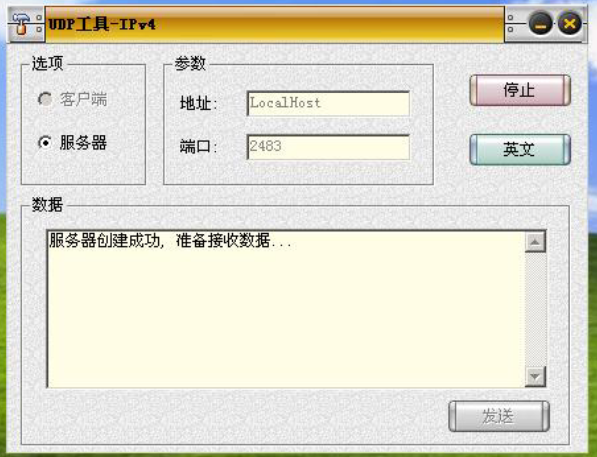 UDP工具-IPv4
选项
客户端
服务器
参数
地址:
LocalHost
端口:
2483
停止
英文
数据
服务器创建成功, 准备接收数据...
发送